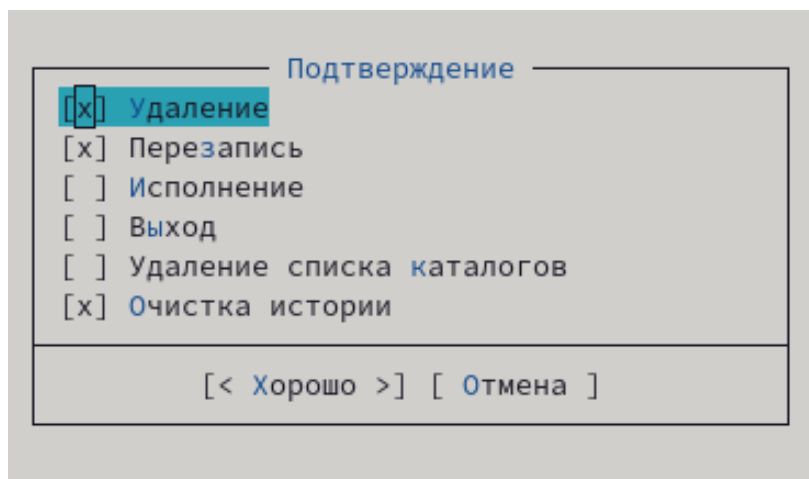 Подтверждение
[x] Удаление
[x] Перезапись
[ ] Исполнение
[ ] Выход
[ ] Удаление списка каталогов
[x] Очистка истории
[< Хорошо >] [ Отмена ]